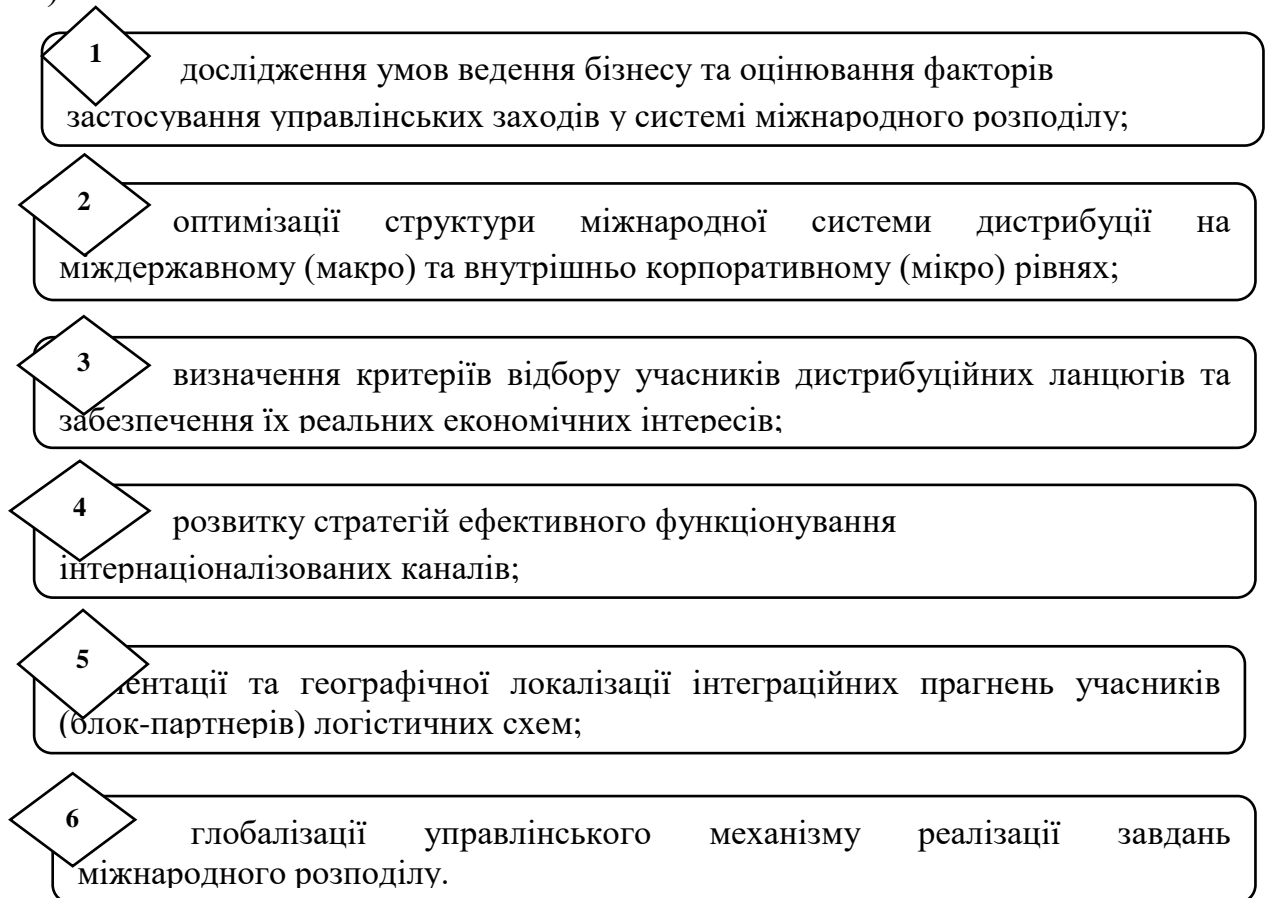 )
1
дослідження умов ведення бізнесу та оцінювання факторів
застосування управлінських заходів у системі міжнародного розподілу;
2
оптимізації структури міжнародної системи дистрибуції на
міждержавному (макро) та внутрішньо корпоративному (мікро) рівнях;
3
визначення критеріїв відбору учасників дистрибуційних ланцюгів та
забезпечення їх реальних економічних інтересів;
4
розвитку стратегій ефективного функціонування
інтернаціоналізованих каналів;
5
та географічної локалізації інтеграційних прагнень учасників
(блок-партнерів) логістичних схем;
6
глобалізації управлінського механізму реалізації завдань
міжнародного розподілу.